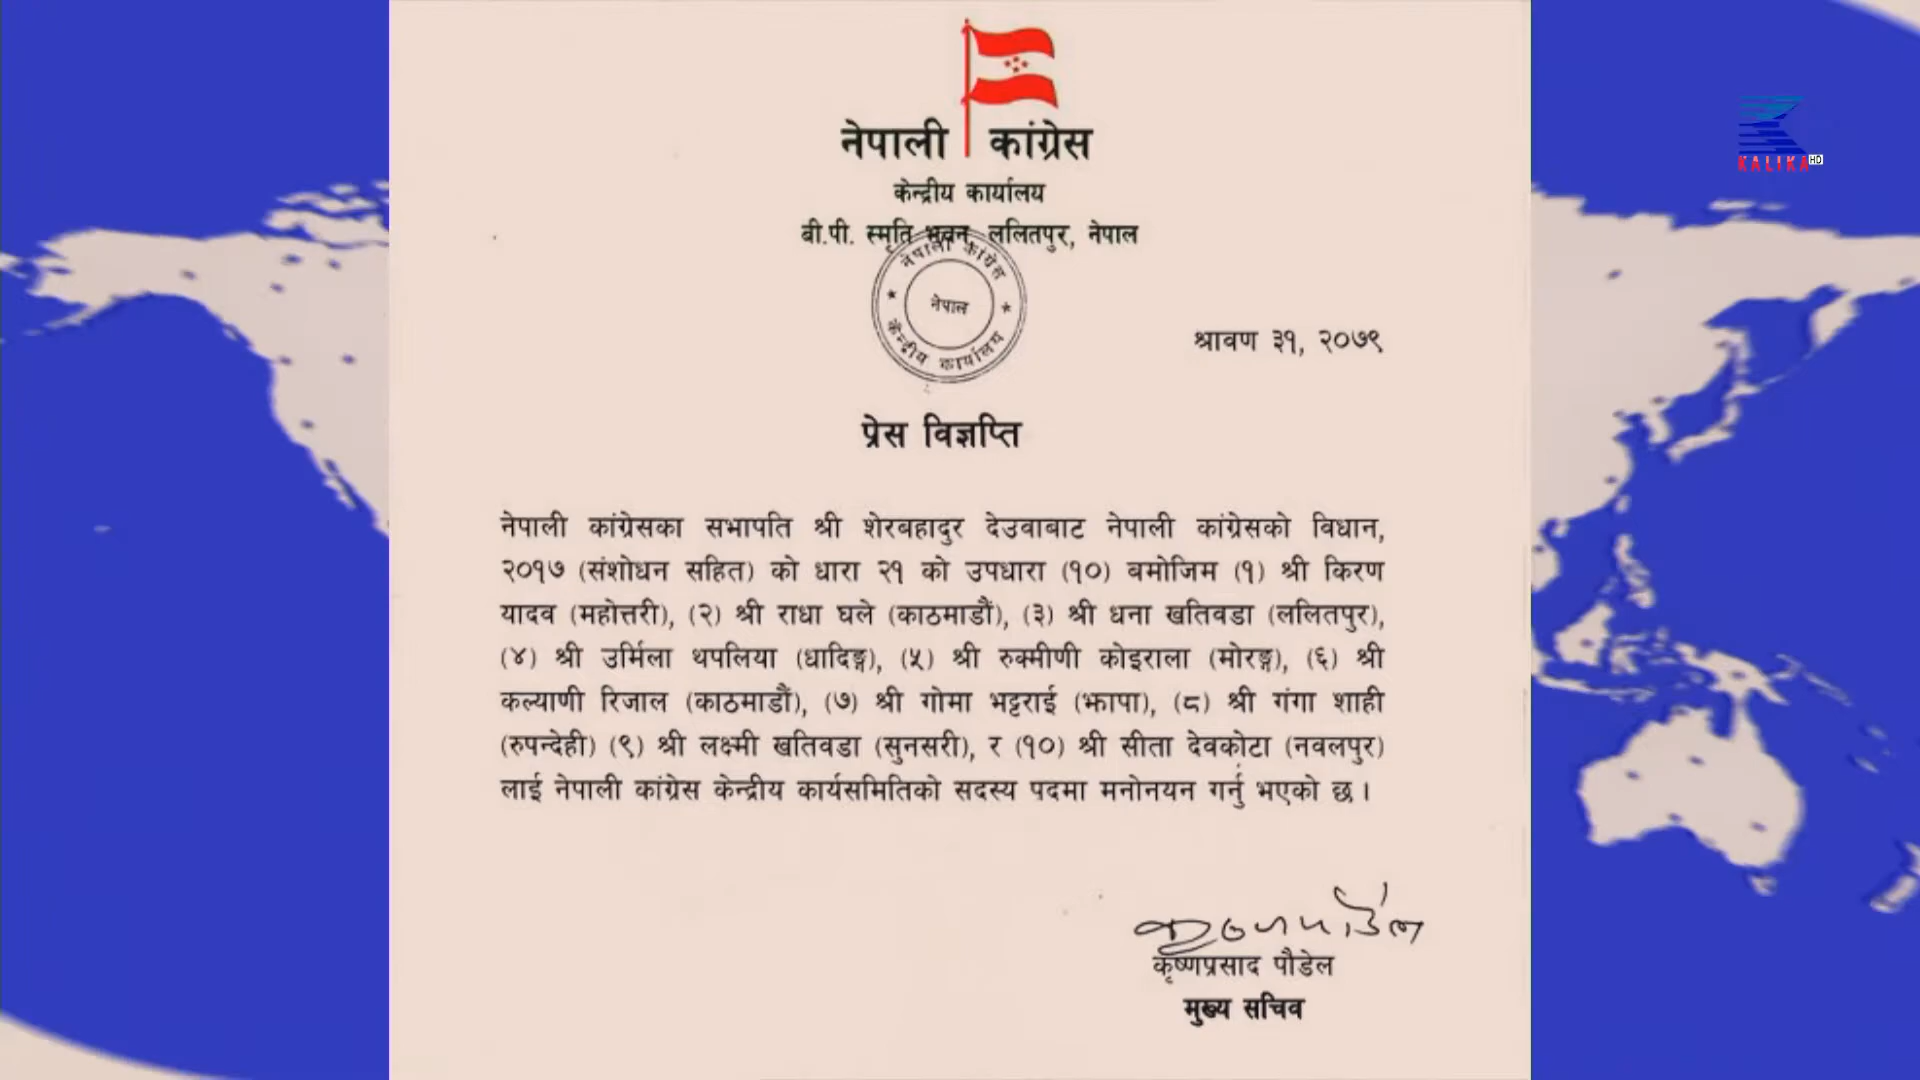 नेपाली कांग्रेस
केन्द्रीय कार्यालय
बी.पी. स्मृति भवन, ललितपुर, नेपाल
नेपाली कांग्रेस
नेपाल
केन्द्रीय कार्यालय
KALIKA HD
श्रावण ३१, २०७९
प्रेस विज्ञप्ति
नेपाली कांग्रेसका सभापति श्री शेरबहादुर देउवाबाट नेपाली कांग्रेसको विधान,
२०१७ (संशोधन सहित) को धारा २१ को उपधारा (१०) बमोजिम (१) श्री किरण
यादव (महोत्तरी), (२) श्री राधा घले (काठमाडौं), (३) श्री धना खतिवडा (ललितपुर),
(४) श्री उर्मिला थपलिया (धादिङ्ग), (५) श्री रुक्मीणी कोइराला (मोरङ्ग), (६) श्री
कल्याणी रिजाल (काठमाडौं), (७) श्री गोमा भट्टराई (झापा), (८) श्री गंगा शाही
(रुपन्देही) (९) श्री लक्ष्मी खतिवडा (सुनसरी), र (१०) श्री सीता देवकोटा (नवलपुर)
लाई नेपाली कांग्रेस केन्द्रीय कार्यसमितिको सदस्य पदमा मनोनयन गर्नु भएको छ ।
कृष्णप्रसाद पौडेल
मुख्य सचिव